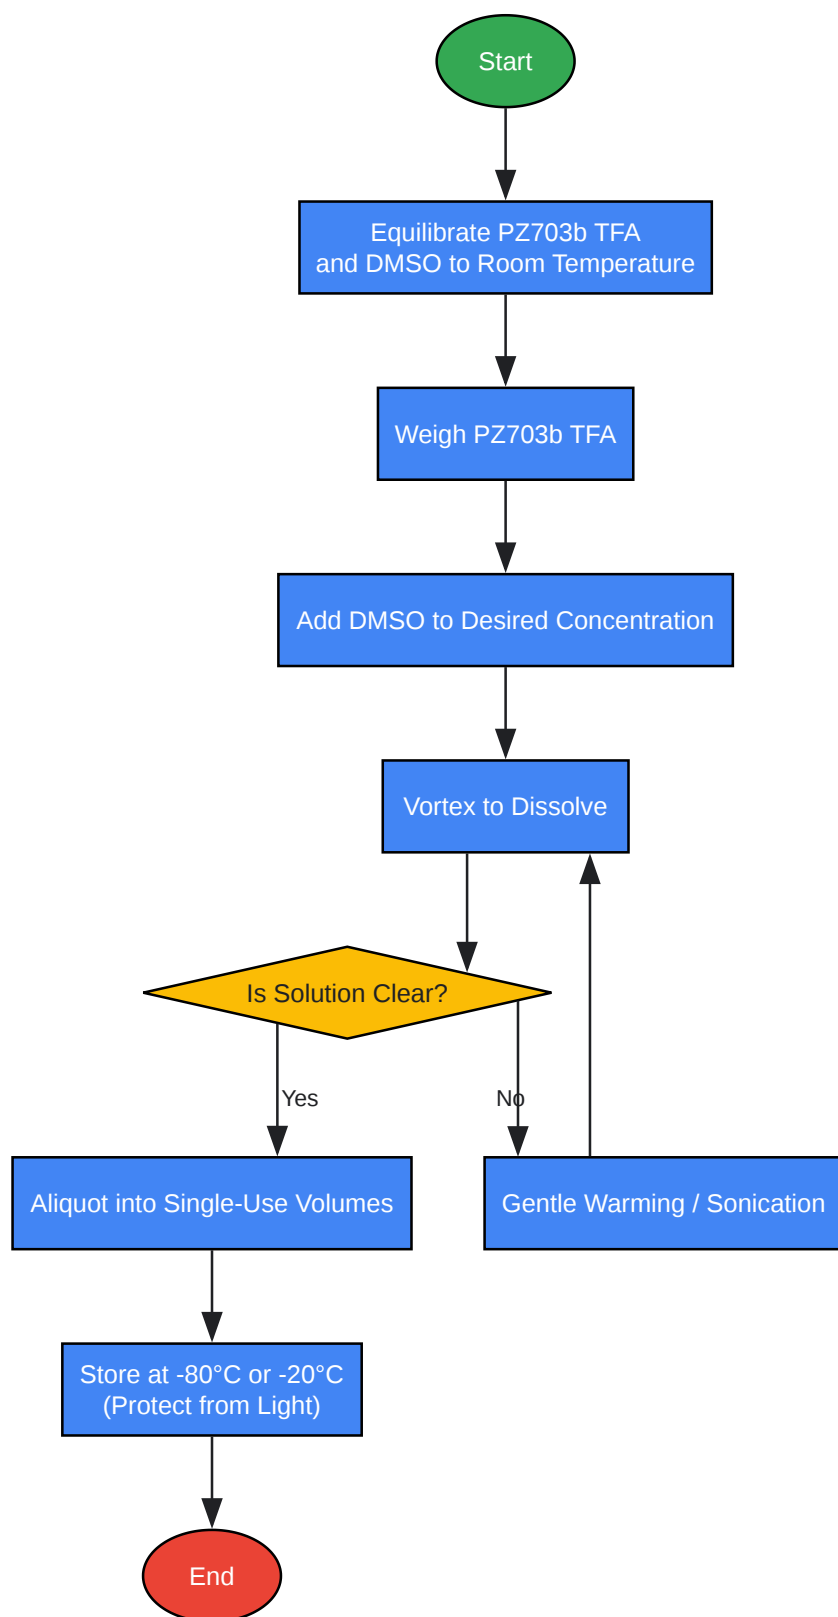 Start
Equilibrate PZ703b TFA
and DMSO to Room Temperature
Weigh PZ703b TFA
Add DMSO to Desired Concentration
Vortex to Dissolve
Is Solution Clear?
Yes
No
Aliquot into Single-Use Volumes
Gentle Warming / Sonication
Store at -80°C or -20°C
(Protect from Light)
End